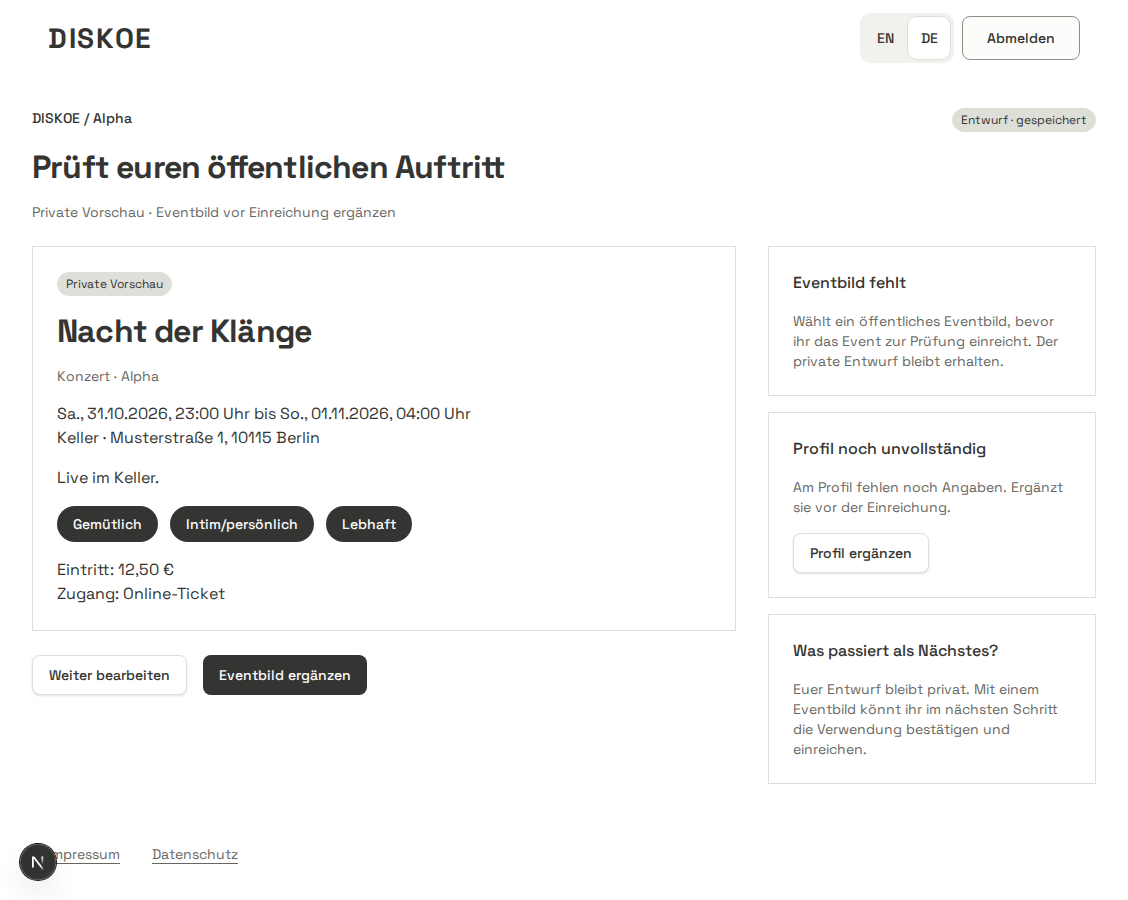 DISKOE
EN
DE
Abmelden
DISKOE / Alpha
Entwurf · gespeichert
Prüft euren öffentlichen Auftritt
Private Vorschau · Eventbild vor Einreichung ergänzen
Private Vorschau
Nacht der Klänge
Konzert · Alpha
Sa., 31.10.2026, 23:00 Uhr bis So., 01.11.2026, 04:00 Uhr
Keller · Musterstraße 1, 10115 Berlin
Live im Keller.
Gemütlich
Intim/persönlich
Lebhaft
Eintritt: 12,50 €
Zugang: Online-Ticket
Weiter bearbeiten
Eventbild ergänzen
Eventbild fehlt
Wählt ein öffentliches Eventbild, bevor
ihr das Event zur Prüfung einreicht. Der
private Entwurf bleibt erhalten.
Profil noch unvollständig
Am Profil fehlen noch Angaben. Ergänzt
sie vor der Einreichung.
Profil ergänzen
Was passiert als Nächstes?
Euer Entwurf bleibt privat. Mit einem
Eventbild könnt ihr im nächsten Schritt
die Verwendung bestätigen und
einreichen.
N
mpressum
Datenschutz